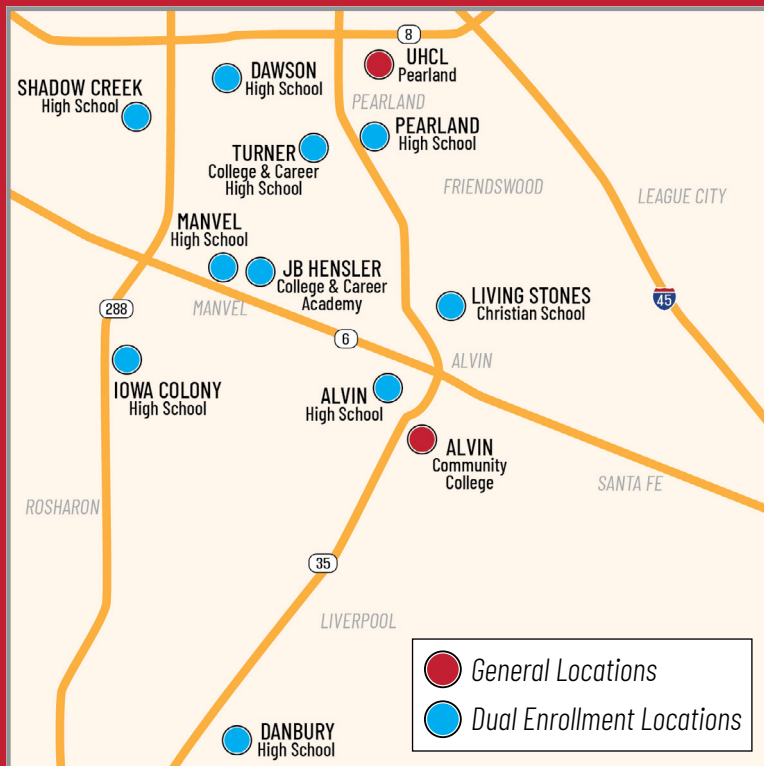 8
UHCL
Pearland
DAWSON
High School
SHADOW CREEK
High School
PEARLAND
PEARLAND
High School
TURNER
College & Career
High School
FRIENDSWOOD
LEAGUE CITY
MANVEL
High School
JB HENSLER
College & Career
Academy
LIVING STONES
Christian School
45
288
MANVEL
6
ALVIN
IOWA COLONY
High School
ALVIN
High School
ALVIN
Community
College
SANTA FE
ROSHARON
35
LIVERPOOL
General Locations
Dual Enrollment Locations
DANBURY
High School